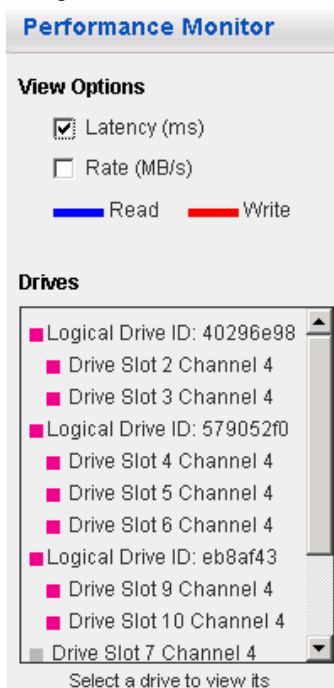 Performance Monitor
View Options
Latency (ms)
Rate (MB/s)
Read Write
Drives
Logical Drive ID: 40296e98
Drive Slot 2 Channel 4
Drive Slot 3 Channel 4
Logical Drive ID: 579052f0
Drive Slot 4 Channel 4
Drive Slot 5 Channel 4
Drive Slot 6 Channel 4
Logical Drive ID: eb8af43
Drive Slot 9 Channel 4
Drive Slot 10 Channel 4
Drive Slot 7 Channel 4
Select a drive to view its